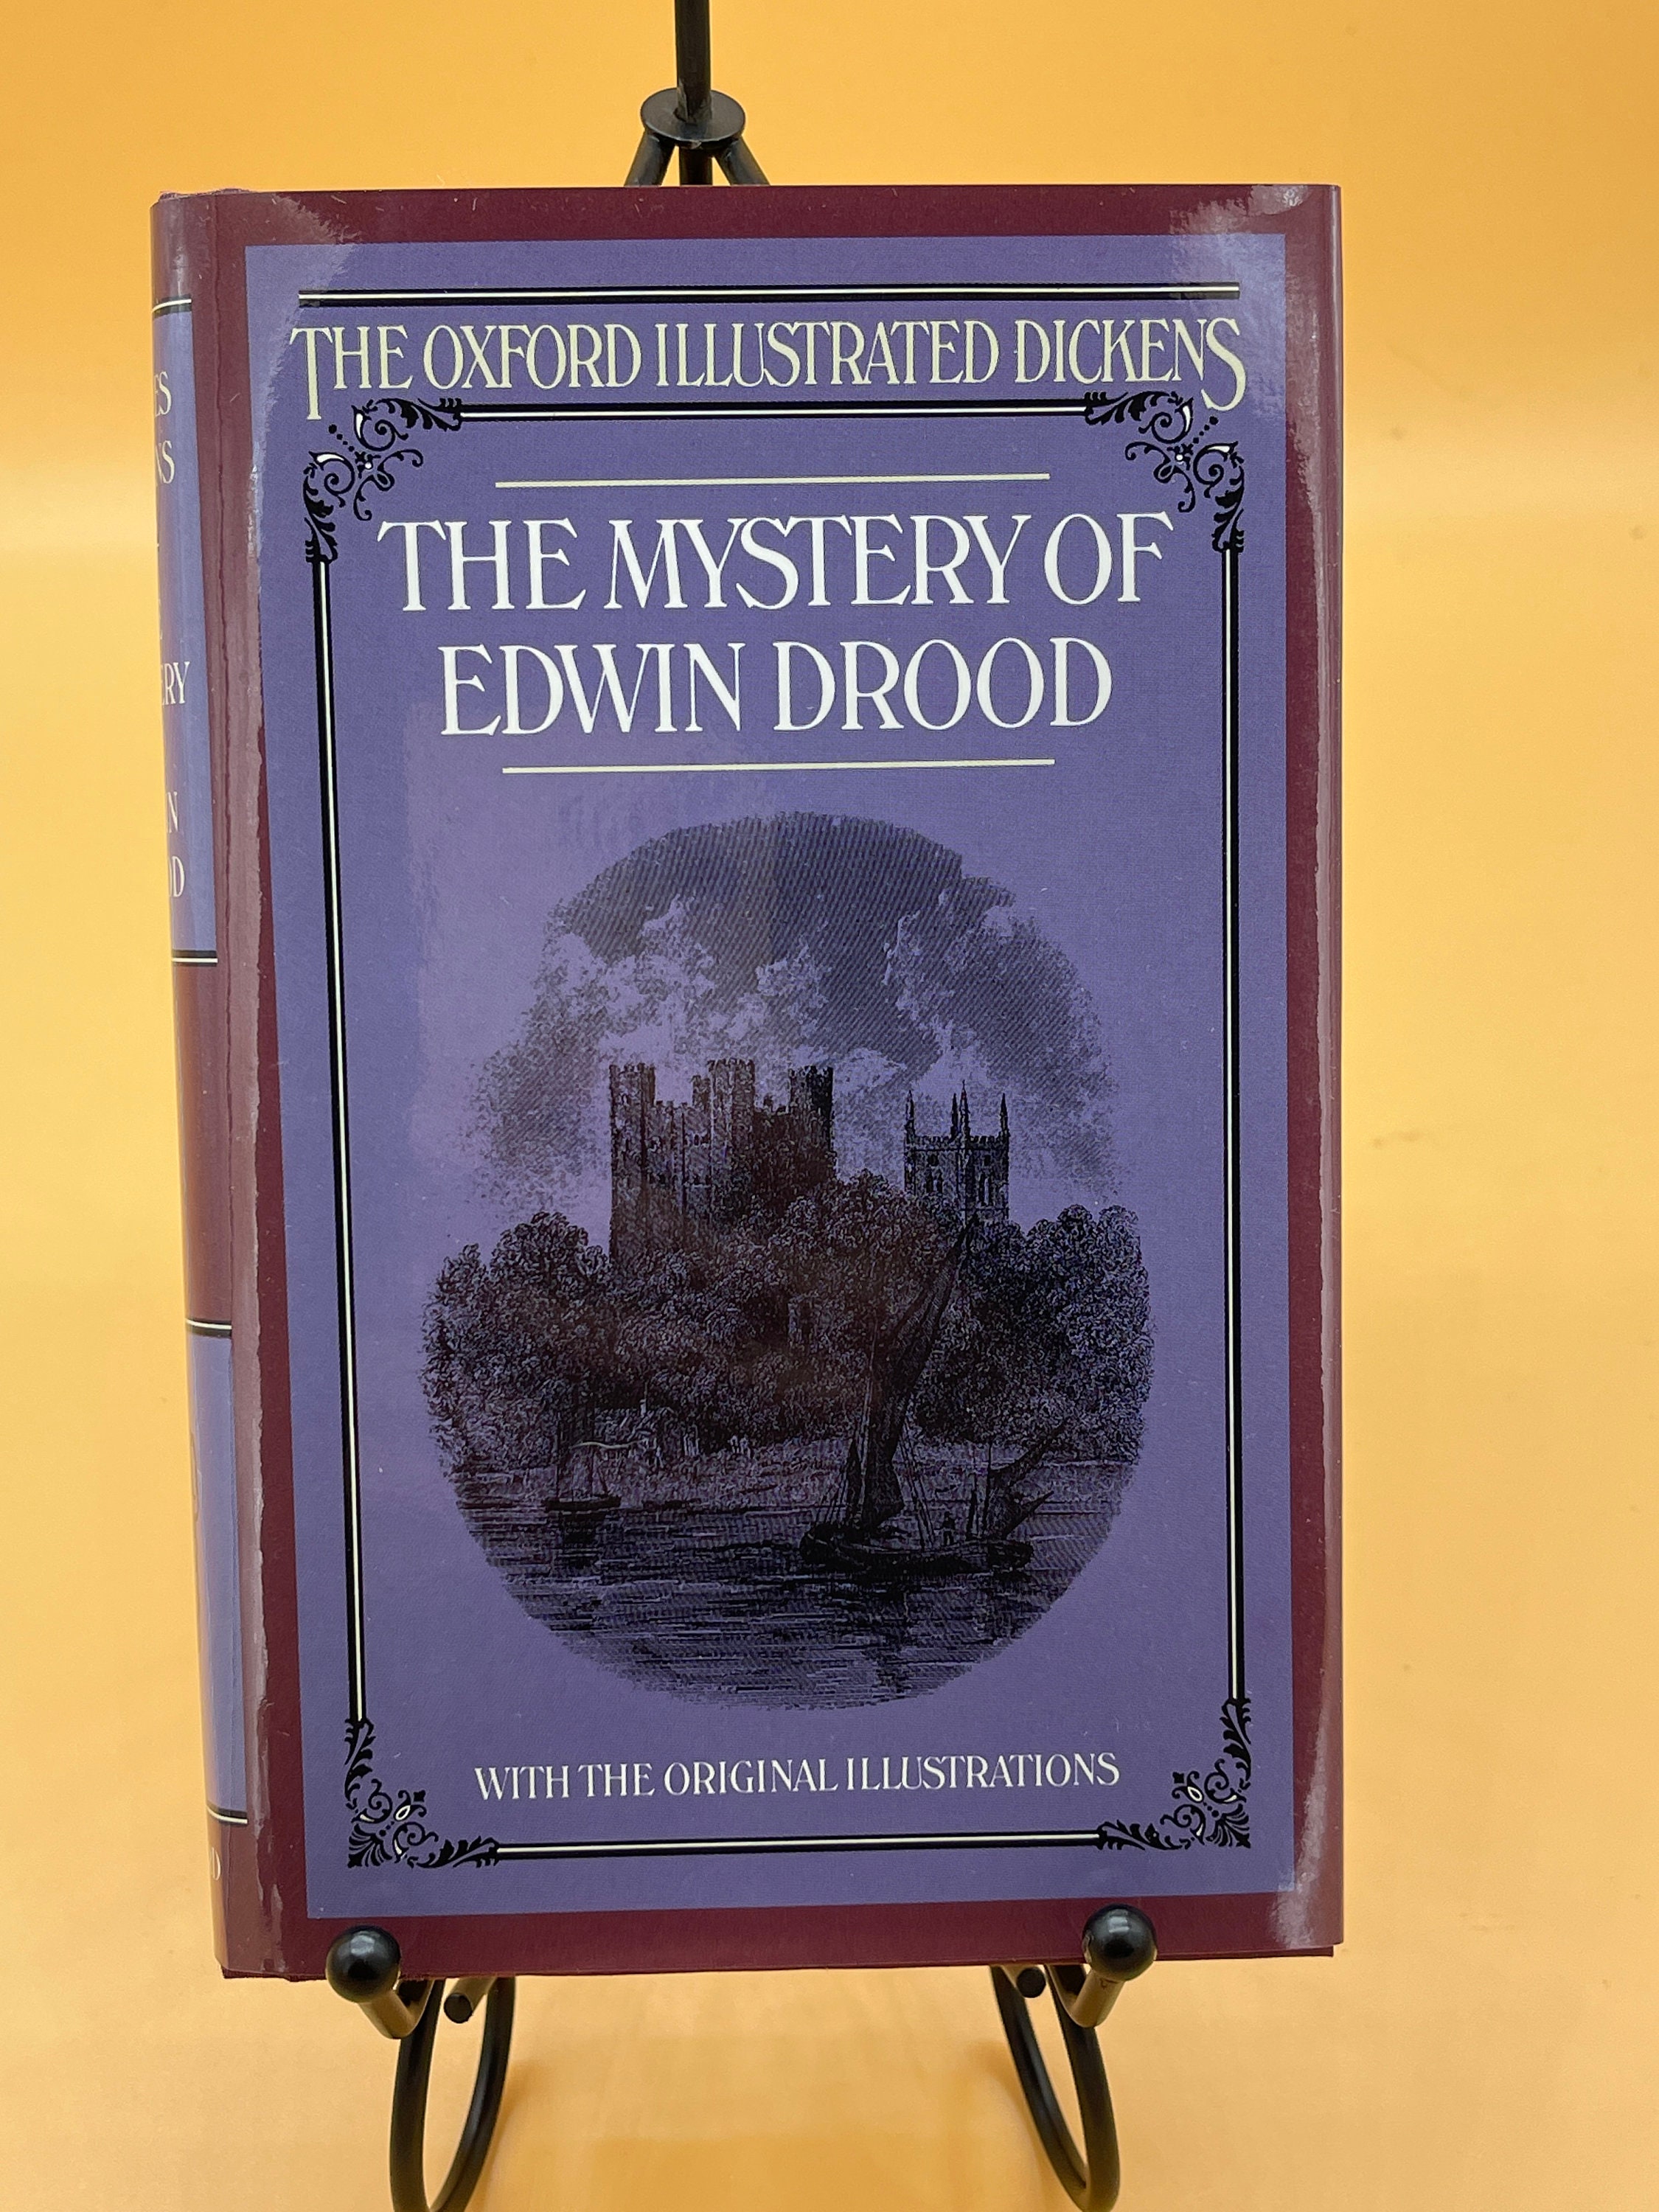 THE OXFORD ILLUSTRATED DICKENS
THE MYSTERY OF
EDWIN DROOD
WITH THE ORIGINAL ILLUSTRATIONS